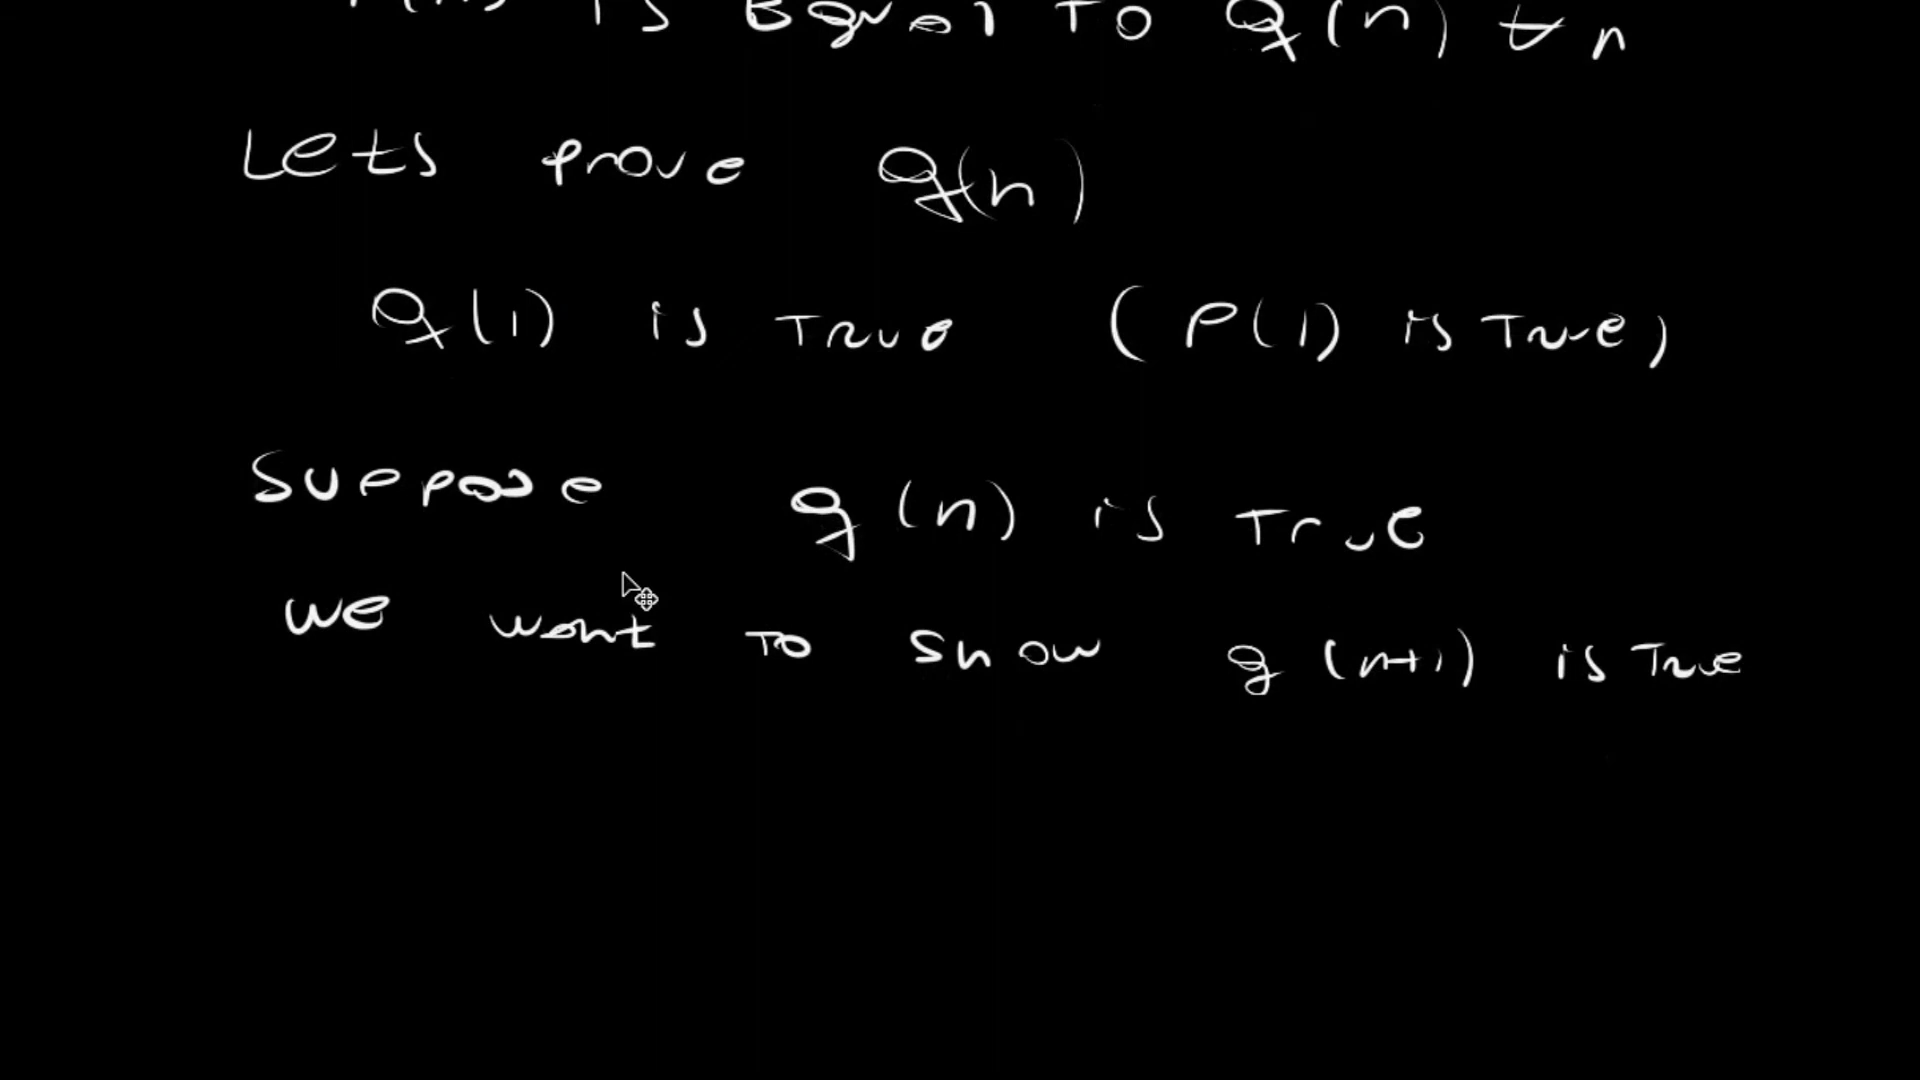 P(n) is Equal To Q(n) ∀ n
Lets prove Q(n)
Q(1) is True ( P(1) is True)
Suppose Q(n) is True
we want To Show Q(n+1) is True